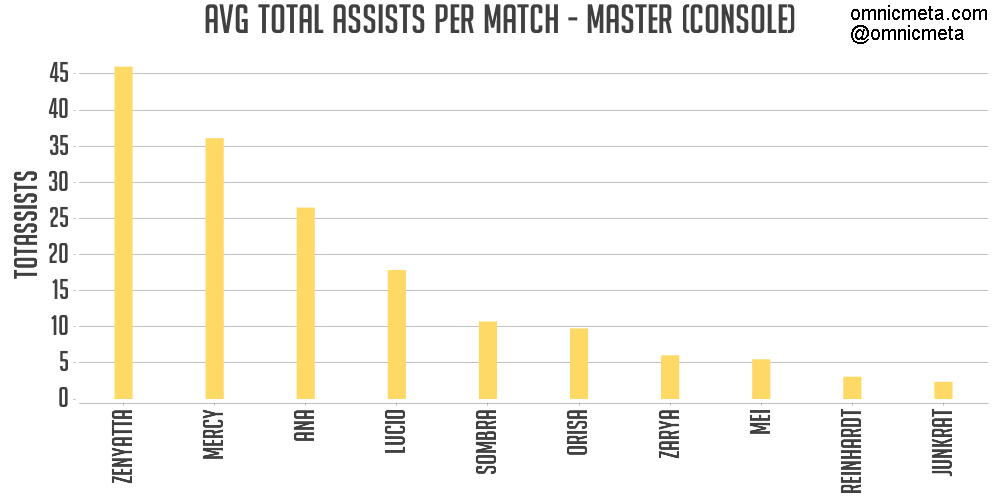 AVG TOTAL ASSISTS PER MATCH - MASTER (CONSOLE)
omnicmeta.com
@omnicmeta
TOTASSISTS
45
40
35
30
25
20
15
10
5
0
ZENYATTA
MERCY
ANA
LUCIO
SOMBRA
ORISA
ZARYA
MEI
REINHARDT
JUNKRAT